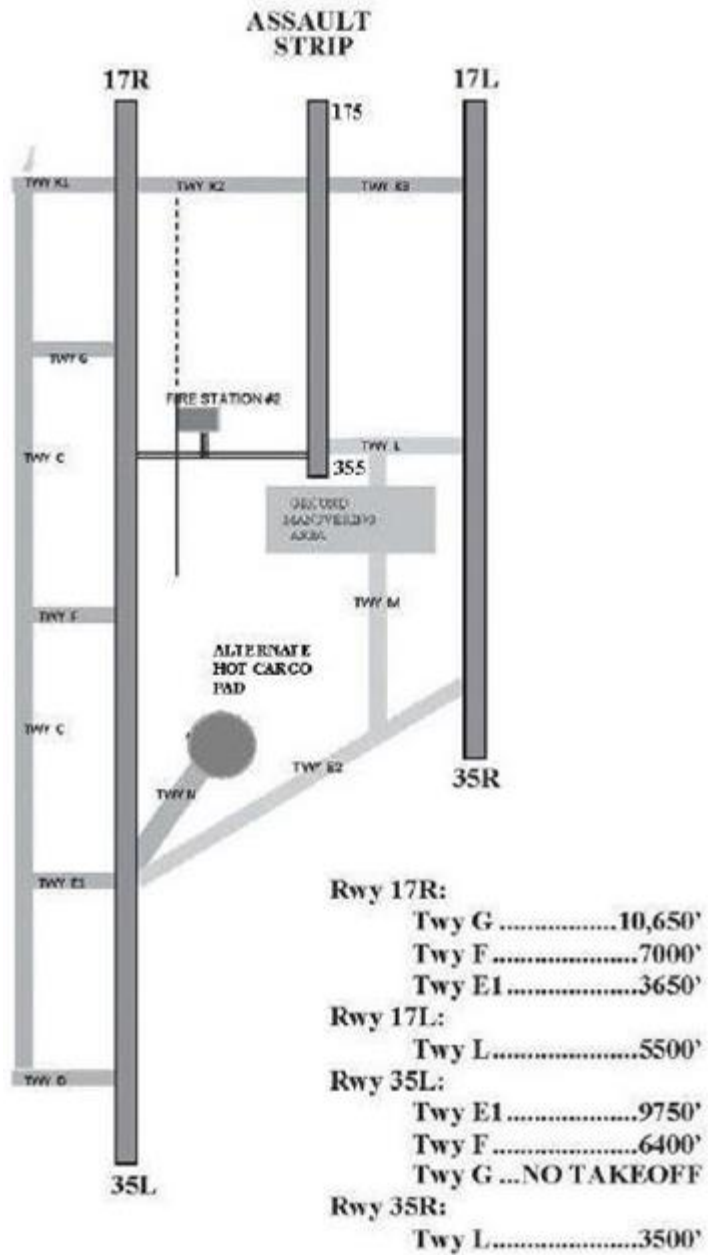 ASSAULT
STRIP
17R
17L
175
TWY K1
TWY K2
TWY K3
TWY G
FIRE STATION #2
TWY C
TWY L
355
GROUND
MANUVERING
AREA
TWY F
TWY M
ALTERNATE
HOT CARGO
PAD
TWY C
TWY E2
35R
TWY N
TWY E1
TWY D
35L
Rwy 17R:
Twy G .................10,650'
Twy F.....................7000'
Twy E1...................3650'
Rwy 17L:
Twy L.....................5500'
Rwy 35L:
Twy E1...................9750'
Twy F.....................6400'
Twy G ...NO TAKEOFF
Rwy 35R:
Twy L.....................3500'